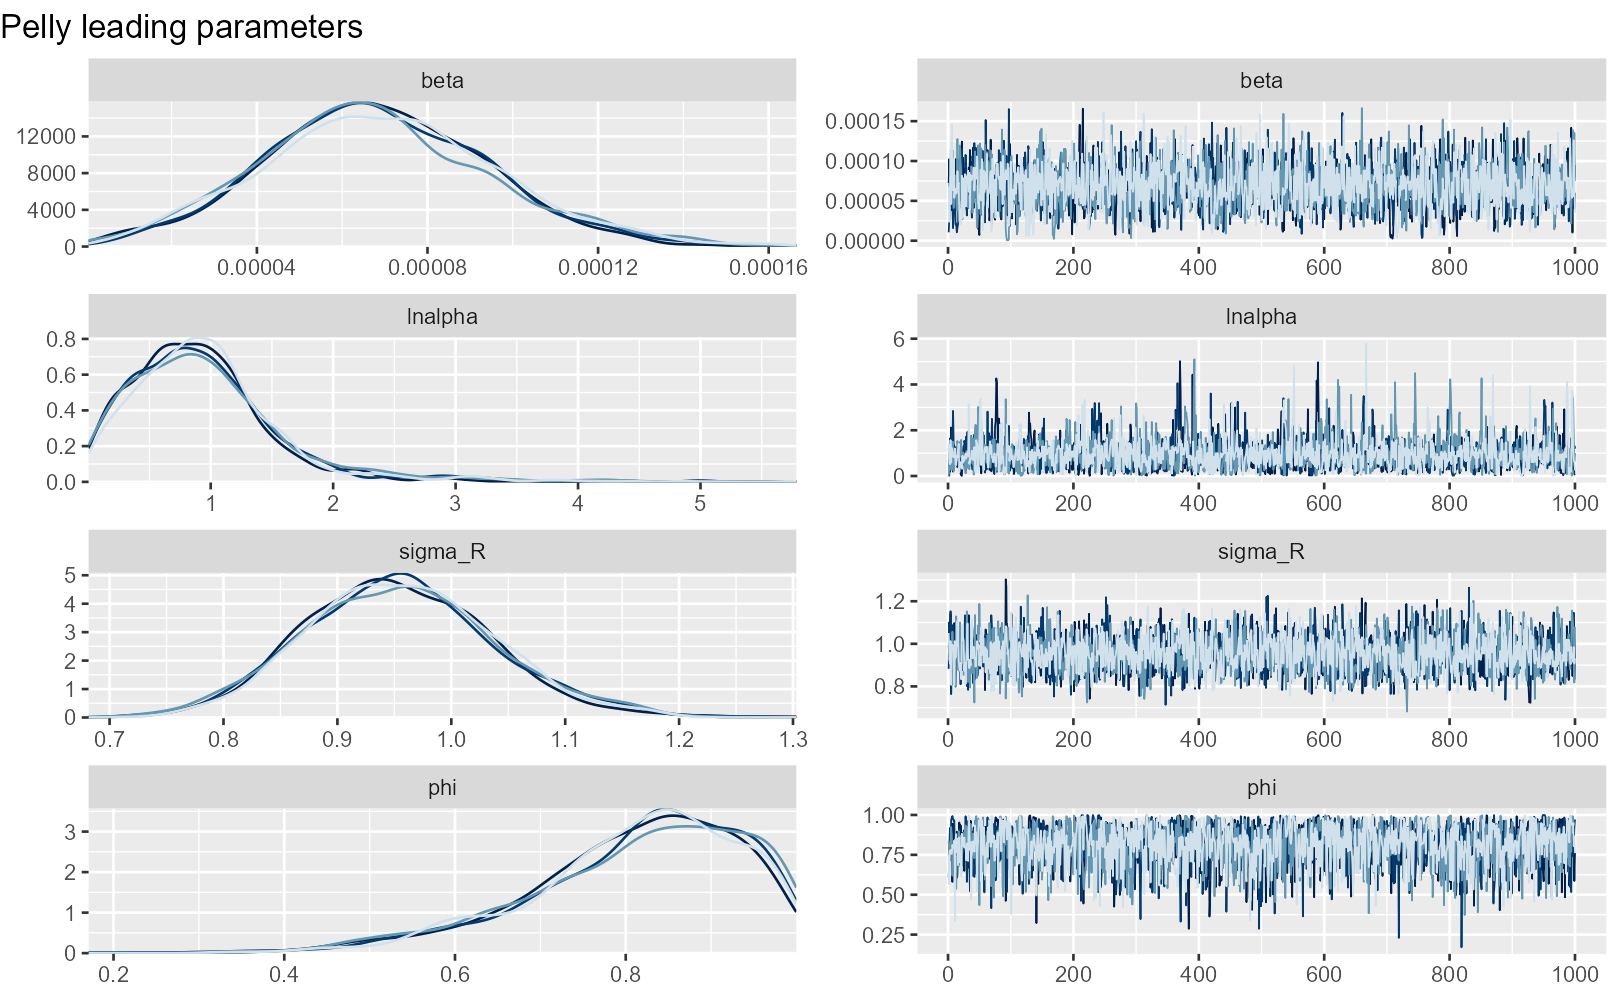 Pelly leading parameters
beta
12000
8000
4000
0
0.00004 0.00008 0.00012 0.00016
beta
0.00015
0.00010
0.00005
0.00000
0 200 400 600 800 1000
lnalpha
0.8
0.6
0.4
0.2
0.0
1 2 3 4 5
lnalpha
6
4
2
0
0 200 400 600 800 1000
sigma_R
5
4
3
2
1
0
0.7 0.8 0.9 1.0 1.1 1.2 1.3
sigma_R
1.2
1.0
0.8
0 200 400 600 800 1000
phi
3
2
1
0
0.2 0.4 0.6 0.8
phi
1.00
0.75
0.50
0.25
0 200 400 600 800 1000